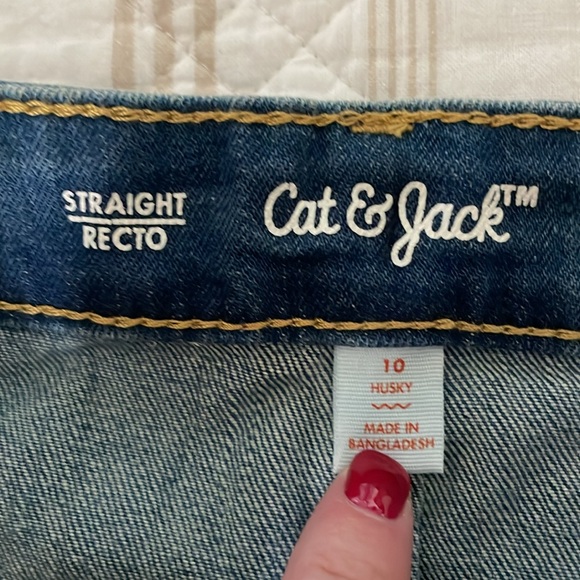 STRAIGHT
RECTO
Cat & Jack™
10
HUSKY
MADE IN
BANGLADESH